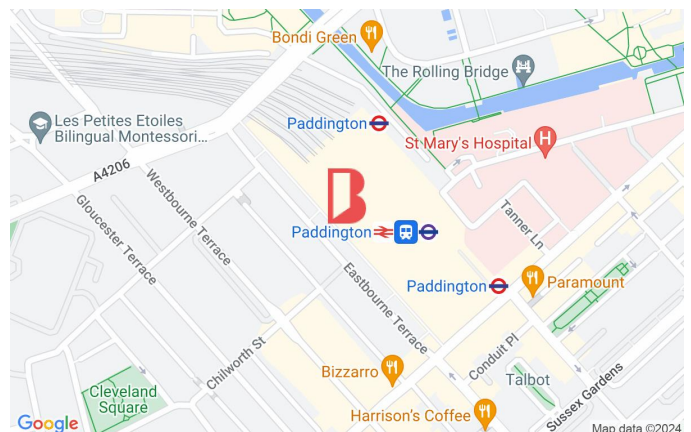 Bondi Green
The Rolling Bridge
Les Petites Etoiles
Bilingual Montessori...
Paddington
St Mary's Hospital
H
A4206
Westbourne Terrace
Gloucester Terrace
B
Tanner Ln
Paddington
Paddington
Paramount
Eastbourne Terrace
Chilworth St
Conduit Pl
Bizzarro
Talbot
Sussex Gardens
Cleveland
Square
Harrison's Coffee
Google
Map data ©2024